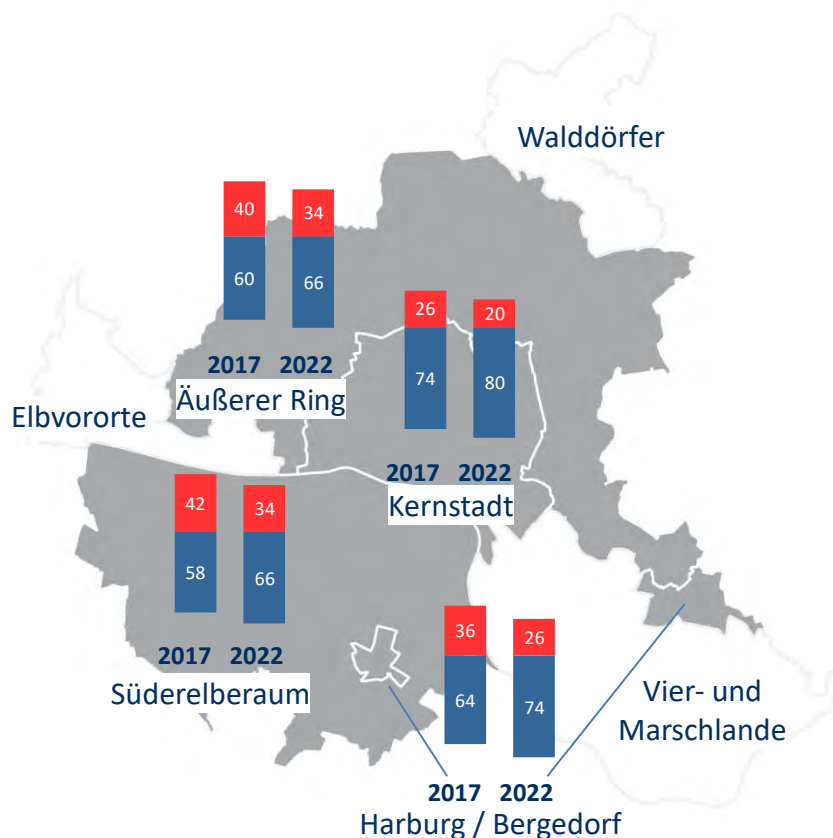 Walddörfer
40
34
60
66
2017 2022
Äußerer Ring
26
20
74
80
2017 2022
Kernstadt
Elbvororte
42
34
58
66
2017 2022
Süderelberaum
36
26
64
74
2017 2022
Harburg / Bergedorf
Vier- und
Marschlande